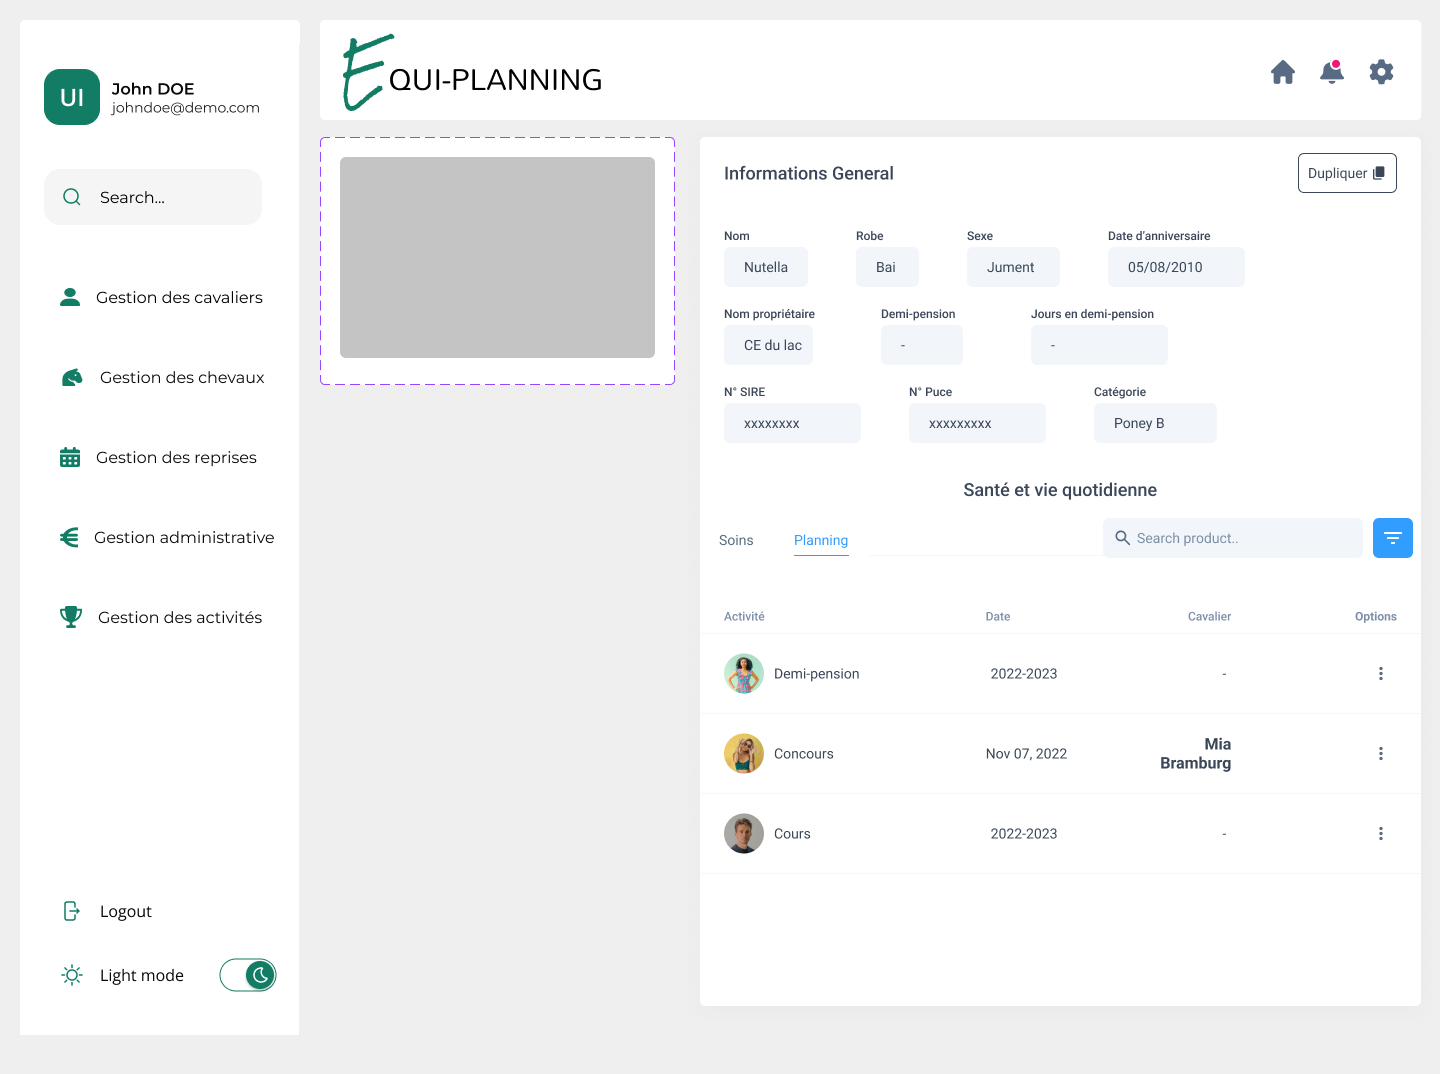 UI
John DOE
johndoe@demo.com
Search...
Gestion des cavaliers
Gestion des chevaux
Gestion des reprises
Gestion administrative
Gestion des activités
Logout
Light mode
EQUI-PLANNING
Informations General
Dupliquer
Nom Robe Sexe Date d'anniversaire
Nutella Bai Jument 05/08/2010
Nom propriétaire Demi-pension Jours en demi-pension
CE du lac - -
N° SIRE N° Puce Catégorie
xxxxxxxx xxxxxxxxx Poney B
Santé et vie quotidienne
Soins Planning Search product..
Activité Date Cavalier Options
Demi-pension 2022-2023 -
Concours Nov 07, 2022 Mia
Bramburg
Cours 2022-2023 -